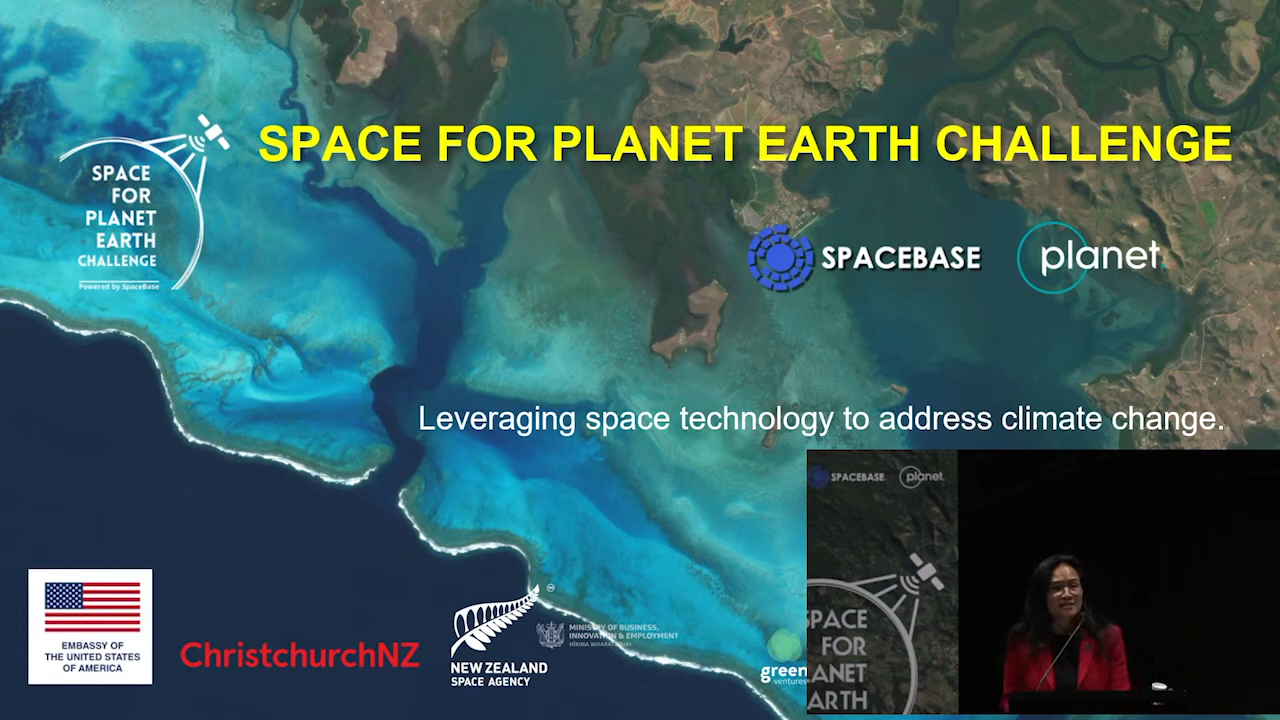 SPACE FOR PLANET EARTH CHALLENGE
SPACE
FOR
PLANET
EARTH
CHALLENGE
Powered by SpaceBase
SPACEBASE
planet.
Leveraging space technology to address climate change.
EMBASSY OF
THE UNITED STATES
OF AMERICA
ChristchurchNZ
NEW ZEALAND
SPACE AGENCY
TM
MINISTRY OF BUSINESS,
INNOVATION & EMPLOYMENT
HĪKINA WHAKATUTUKI
green
ventures
SPACEBASE
planet.
SPACE
FOR
LANET
EARTH